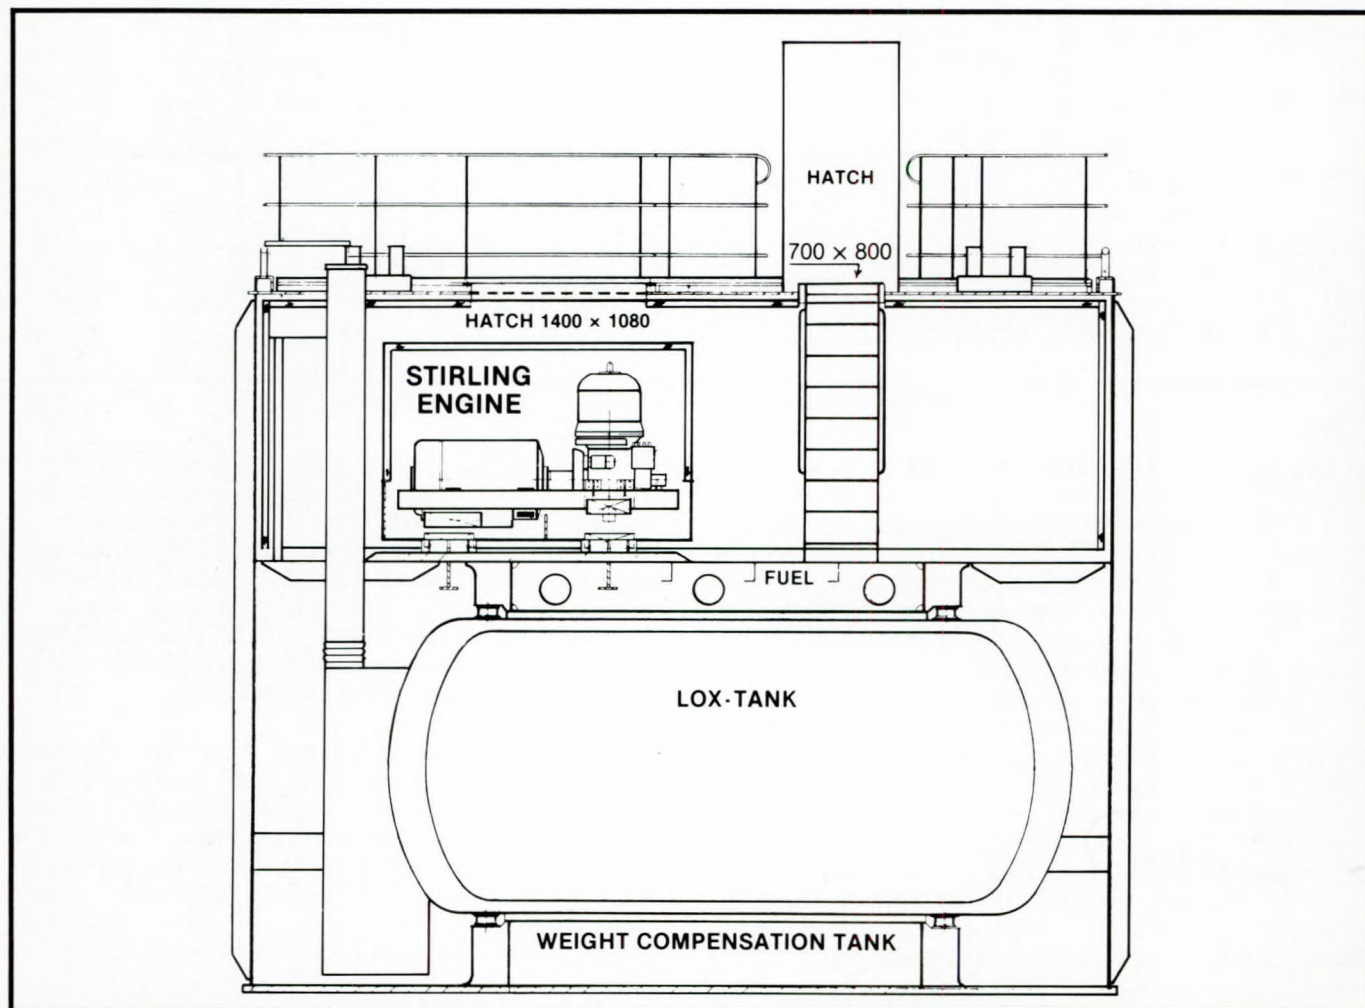 HATCH
700 × 800
HATCH 1400 × 1080
STIRLING
ENGINE
FUEL
LOX-TANK
WEIGHT COMPENSATION TANK